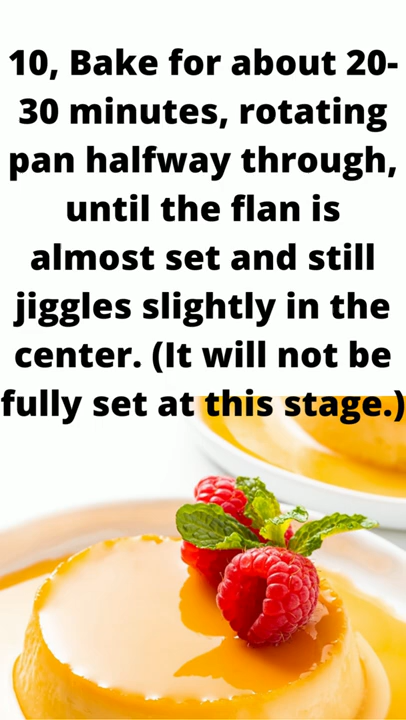 10, Bake for about 20-
30 minutes, rotating
pan halfway through,
until the flan is
almost set and still
jiggles slightly in the
center. (It will not be
fully set at this stage.)